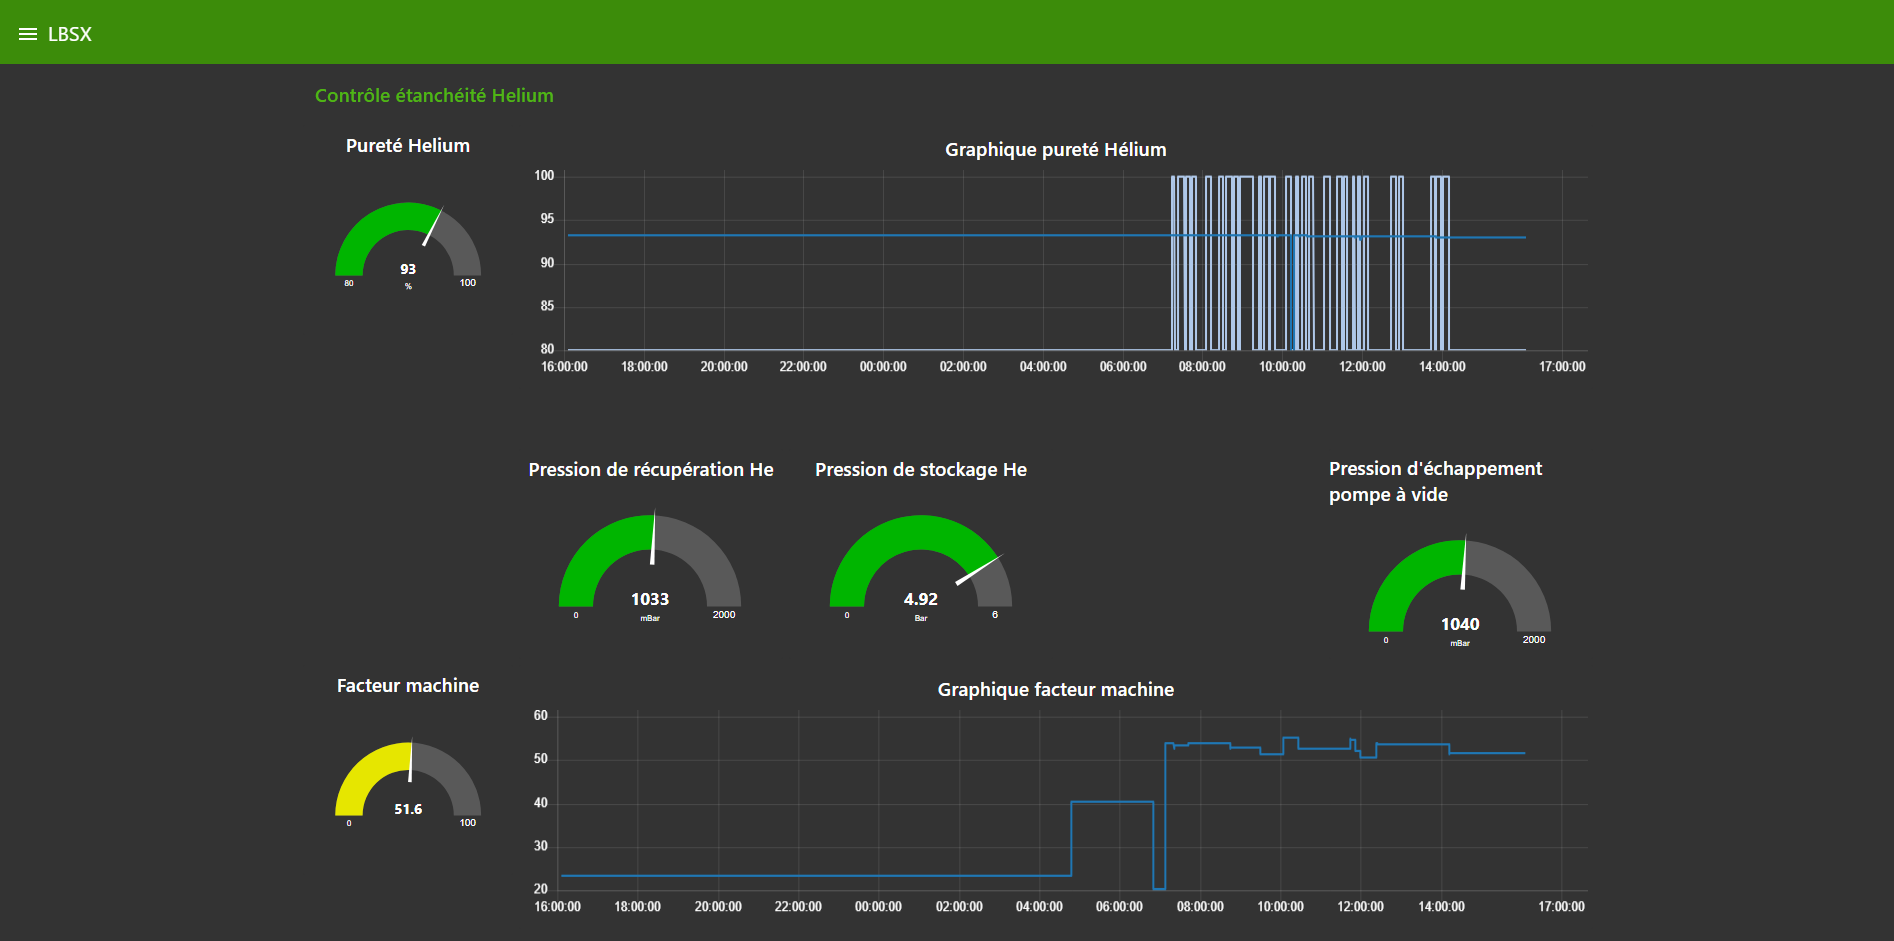 LBSX
Contrôle étanchéité Helium
Pureté Helium
93
%
80
100
Graphique pureté Hélium
100
95
90
85
80
16:00:00 18:00:00 20:00:00 22:00:00 00:00:00 02:00:00 04:00:00 06:00:00 08:00:00 10:00:00 12:00:00 14:00:00 17:00:00
Pression de récupération He
1033
mBar
0
2000
Pression de stockage He
4.92
Bar
0
6
Pression d'échappement
pompe à vide
1040
mBar
0
2000
Facteur machine
51.6
0
100
Graphique facteur machine
60
50
40
30
20
16:00:00 18:00:00 20:00:00 22:00:00 00:00:00 02:00:00 04:00:00 06:00:00 08:00:00 10:00:00 12:00:00 14:00:00 17:00:00